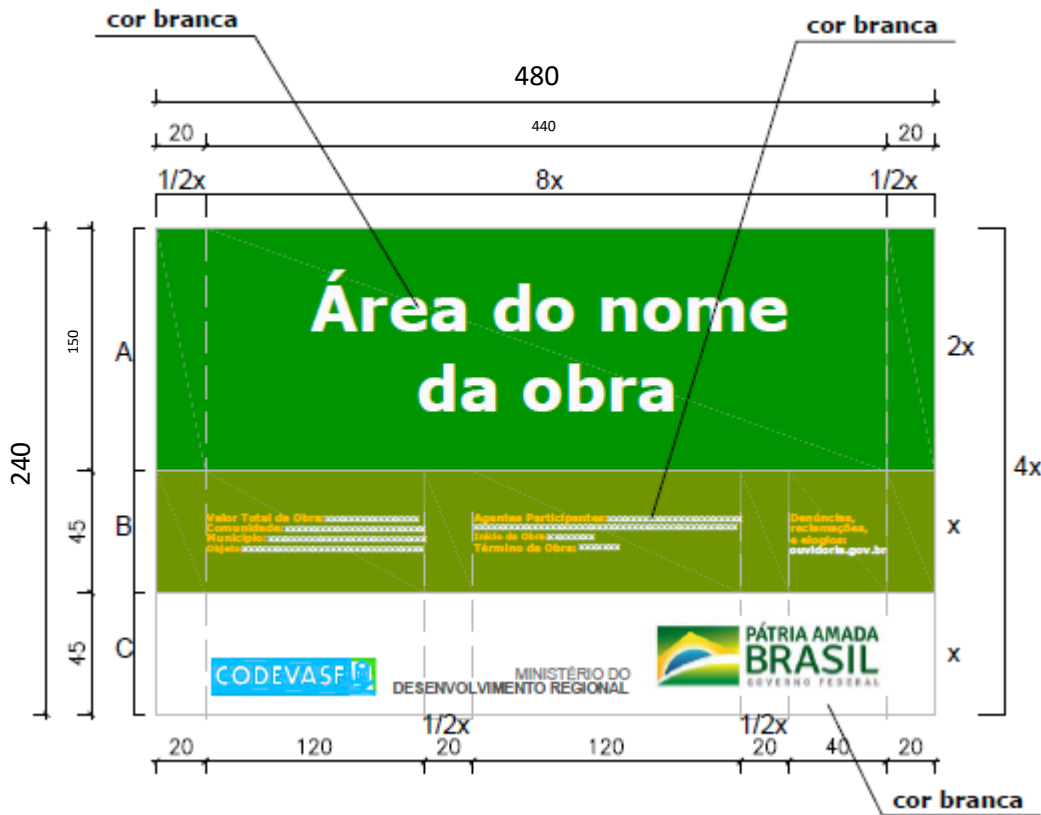 cor branca
cor branca
480
20
440
20
1/2x
8x
1/2x
240
150
A
Área do nome
da obra
2x
4x
45
B
Valor Total da Obra:xxxxxxxxxxxxxxxx
Comunidade:
Município:
Objeto:
Agentes Participantes:
Início da Obra:xxxxxxxx
Término da Obra: xxxxxxx
Denúncias,
reclamações,
e elogios:
ouvidoria.gov.br
x
45
C
CODEVASF
MINISTÉRIO DO
DESENVOLVIMENTO REGIONAL
PÁTRIA AMADA
BRASIL
GOVERNO FEDERAL
x
1/2x
1/2x
20
120
20
120
20
40
20
cor branca